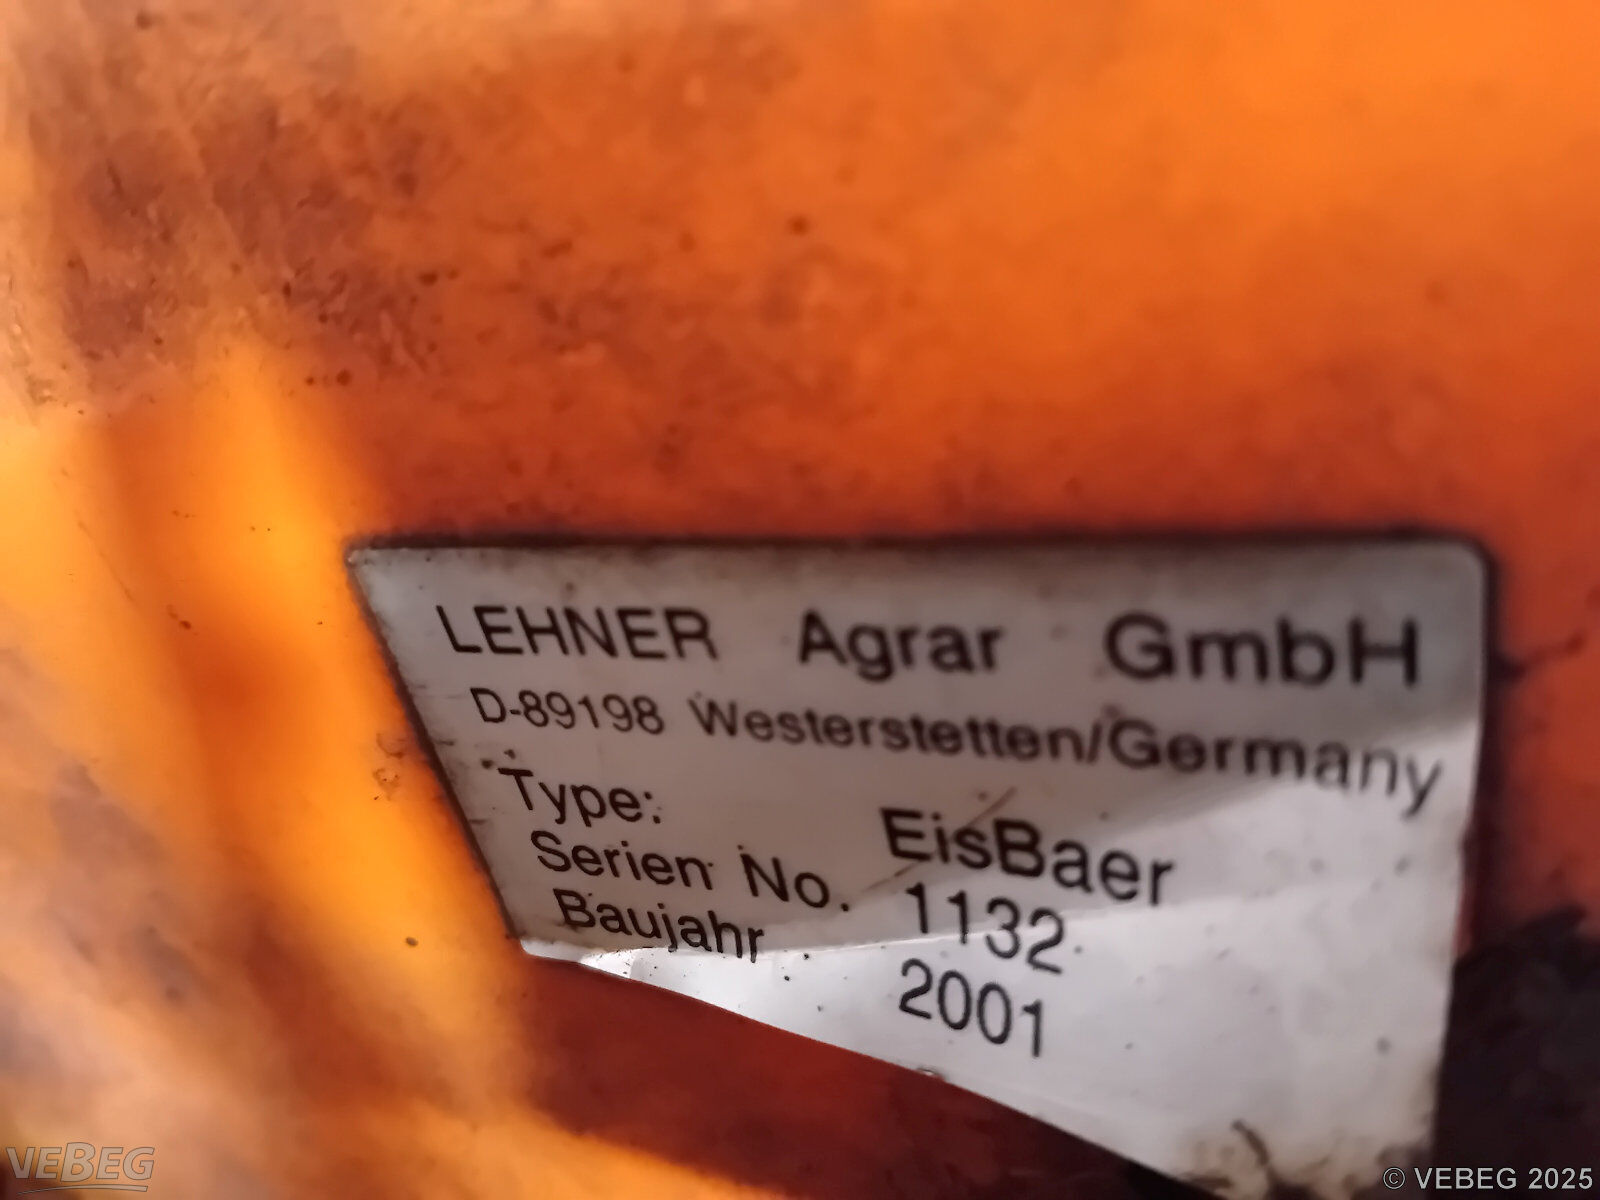 LEHNER Agrar GmbH
D-89198 Westerstetten/Germany
Type: EisBaer
Serien No. 1132
Baujahr 2001
VEBEG
© VEBEG 2025